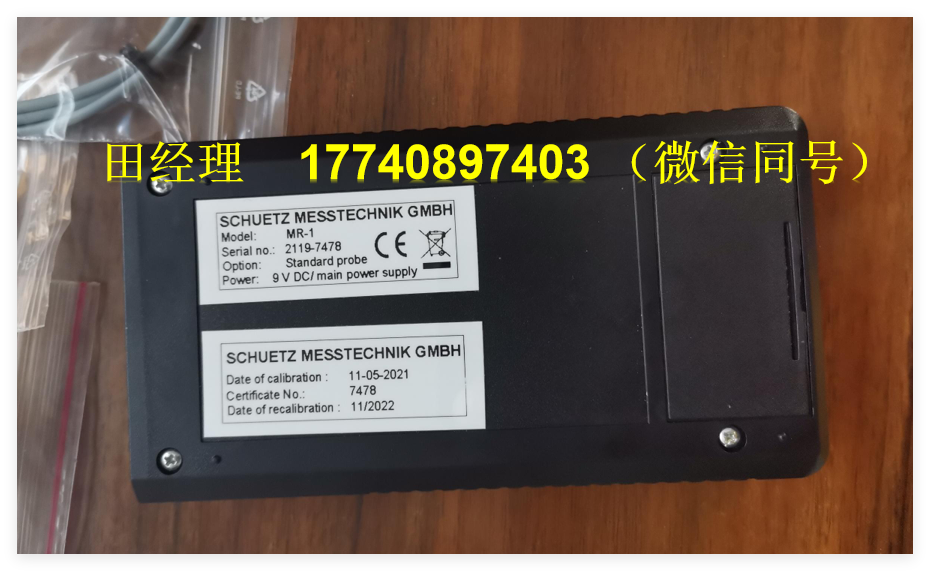 田经理 17740897403 （微信同号）
SCHUETZ MESSTECHNIK GMBH
Model: MR-1
Serial no.: 2119-7478
Option: Standard probe
Power: 9 V DC/ main power supply
CE
SCHUETZ MESSTECHNIK GMBH
Date of calibration : 11-05-2021
Certificate No.: 7478
Date of recalibration : 11/2022